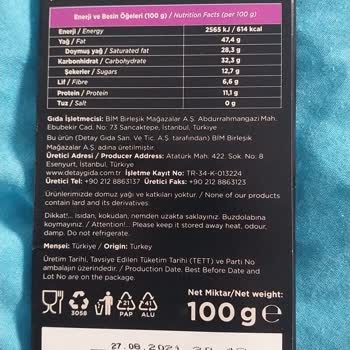 Enerji ve Besin Öğeleri (100 g) / Nutrition Facts (per 100 g)
Enerji / Energy 2565 kJ / 614 kcal
Yağ / Fat 47,4 g
Doymuş yağ / Saturated fat 28,3 g
Karbonhidrat / Carbohydrate 32,3 g
Şekerler / Sugars 12,7 g
Lif / Fibre 6,6 g
Protein / Protein 11,1 g
Tuz / Salt 0 g
Gıda İşletmecisi: BİM Birleşik Mağazalar A.Ş. Abdurrahmangazi Mah.
Ebubekir Cad. No: 73 Sancaktepe, İstanbul, Türkiye
Bu ürün (Detay Gıda San. Ve Tic. A.Ş. tarafından) BİM Birleşik
Mağazalar A.Ş. adına üretilmiştir.
Üretici Adresi / Producer Address: Atatürk Mah. 422, Sok. No: 8
Esenyurt, İstanbul, Türkiye
www.detaygida.com.tr İşletme Kayıt No: TR-34-K-013224
Üretici Tel: +90 212 8863137 Üretici Faks: +90 212 8863123
Ürünlerimizde domuz yağı ve katkıları yoktur. / None of our products
contain lard and its derivatives.
Dikkat!.. Isıdan, kokudan, nemden uzakta saklayınız. Buzdolabına
koymayınız. / Attention!.. Please keep it stored away heat, odour,
damp. Do not refrigerate.
Menşei: Türkiye / Origin: Turkey
Üretim Tarihi, Tavsiye Edilen Tüketim Tarihi (TETT) ve Parti No
ambalajın üzerindedir. / Production Date, Best Before Date and
Lot No are on the package.
Net Miktar/Net weight:
3058 21 PAP 41 ALU 100 g e
27.08.2021